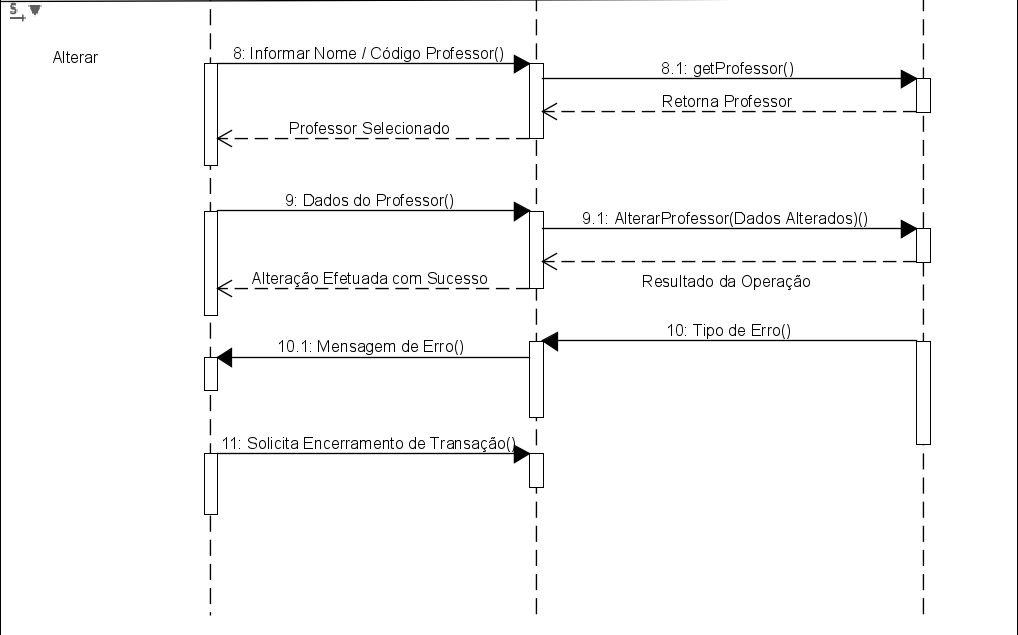 S
Alterar
8: Informar Nome / Código Professor()
8.1: getProfessor()
Retorna Professor
Professor Selecionado
9: Dados do Professor()
9.1: AlterarProfessor(Dados Alterados)()
Alteração Efetuada com Sucesso
Resultado da Operação
10: Tipo de Erro()
10.1: Mensagem de Erro()
11: Solicita Encerramento de Transação()